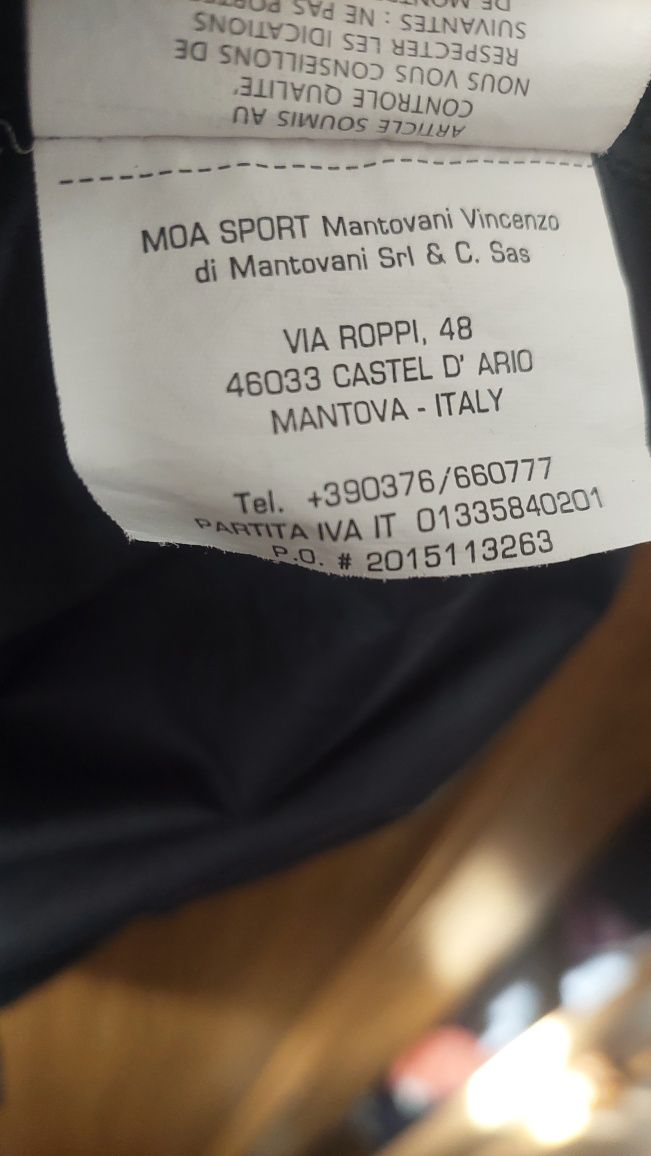 ARTICLE SOUMIS AU
CONTROLE QUALITE,
NOUS VOUS CONSEILLONS DE
RESPECTER LES IDICATIONS
SUIVANTES : NE PAS
DE
MOA SPORT Mantovani Vincenzo
di Mantovani Srl & C. Sas
VIA ROPPI, 48
46033 CASTEL D' ARIO
MANTOVA - ITALY
Tel. +390376/660777
PARTITA IVA IT 01335840201
P.O. # 2015113263